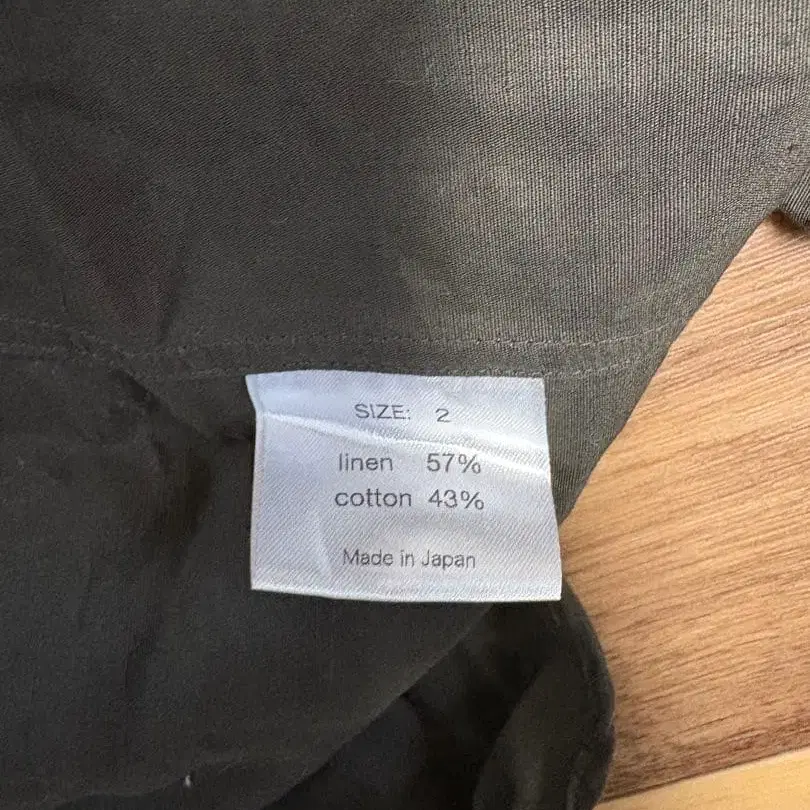 SIZE: 2
linen 57%
cotton 43%
Made in Japan